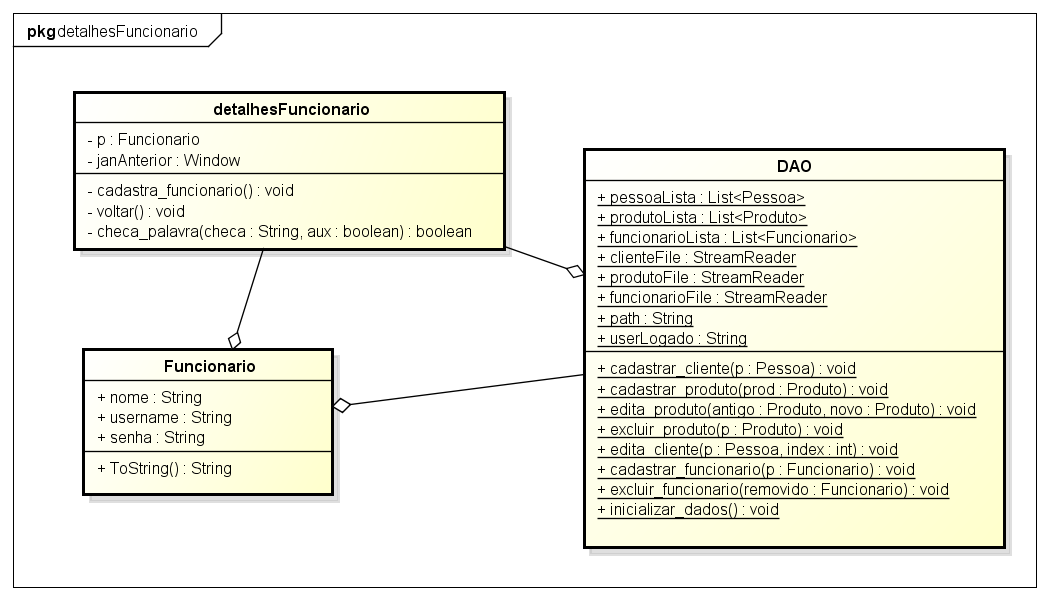 pkg detalhesFuncionario
detalhesFuncionario
- p : Funcionario
- janAnterior : Window
- cadastra_funcionario() : void
- voltar() : void
- checa_palavra(checa : String, aux : boolean) : boolean
DAO
+ pessoaLista : List<Pessoa>
+ produtoLista : List<Produto>
+ funcionarioLista : List<Funcionario>
+ clienteFile : StreamReader
+ produtoFile : StreamReader
+ funcionarioFile : StreamReader
+ path : String
+ userLogado : String
+ cadastrar_cliente(p : Pessoa) : void
+ cadastrar_produto(prod : Produto) : void
+ edita_produto(antigo : Produto, novo : Produto) : void
+ excluir_produto(p : Produto) : void
+ edita_cliente(p : Pessoa, index : int) : void
+ cadastrar_funcionario(p : Funcionario) : void
+ excluir_funcionario(removido : Funcionario) : void
+ inicializar_dados() : void
Funcionario
+ nome : String
+ username : String
+ senha : String
+ ToString() : String